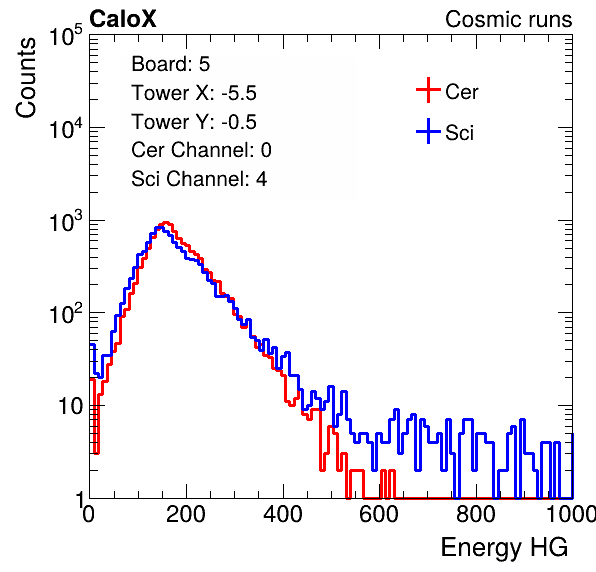 CaloX
Cosmic runs
Counts
10^5
10^4
10^3
10^2
10
1
Board: 5
Tower X: -5.5
Tower Y: -0.5
Cer Channel: 0
Sci Channel: 4
Cer
Sci
0 200 400 600 800 1000
Energy HG